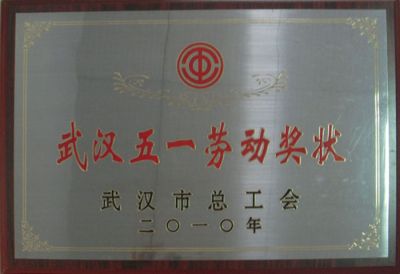 武汉五一劳动奖状
武汉市总工会
二〇一〇年